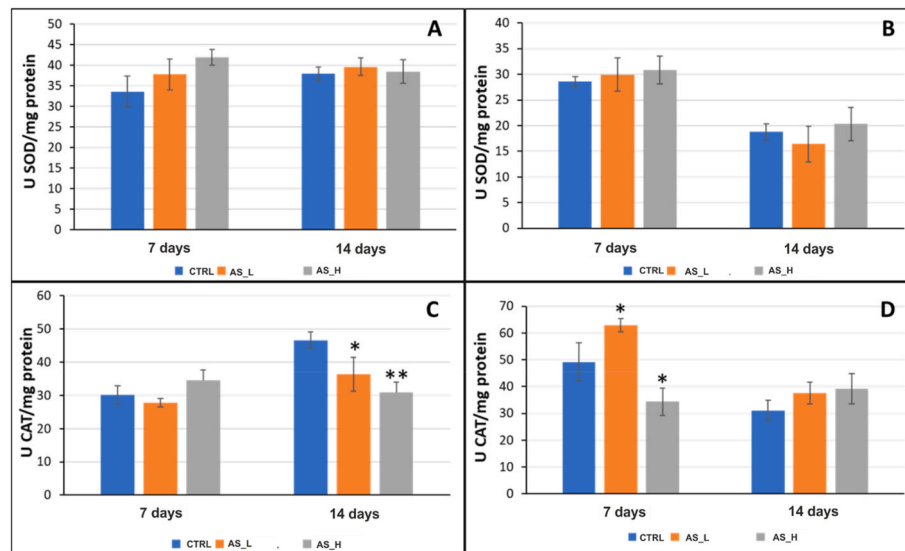 A
U SOD/mg protein
50
45
40
35
30
25
20
15
10
5
0
7 days
14 days
CTRL AS_L AS_H
B
U SOD/mg protein
40
35
30
25
20
15
10
5
0
7 days
14 days
CTRL AS_L . AS_H
C
U CAT/mg protein
60
50
40
30
20
10
0
*
**
7 days
14 days
CTRL AS_L . AS_H
D
U CAT/mg protein
70
60
50
40
30
20
10
0
*
*
7 days
14 days
CTRL AS_L . AS_H